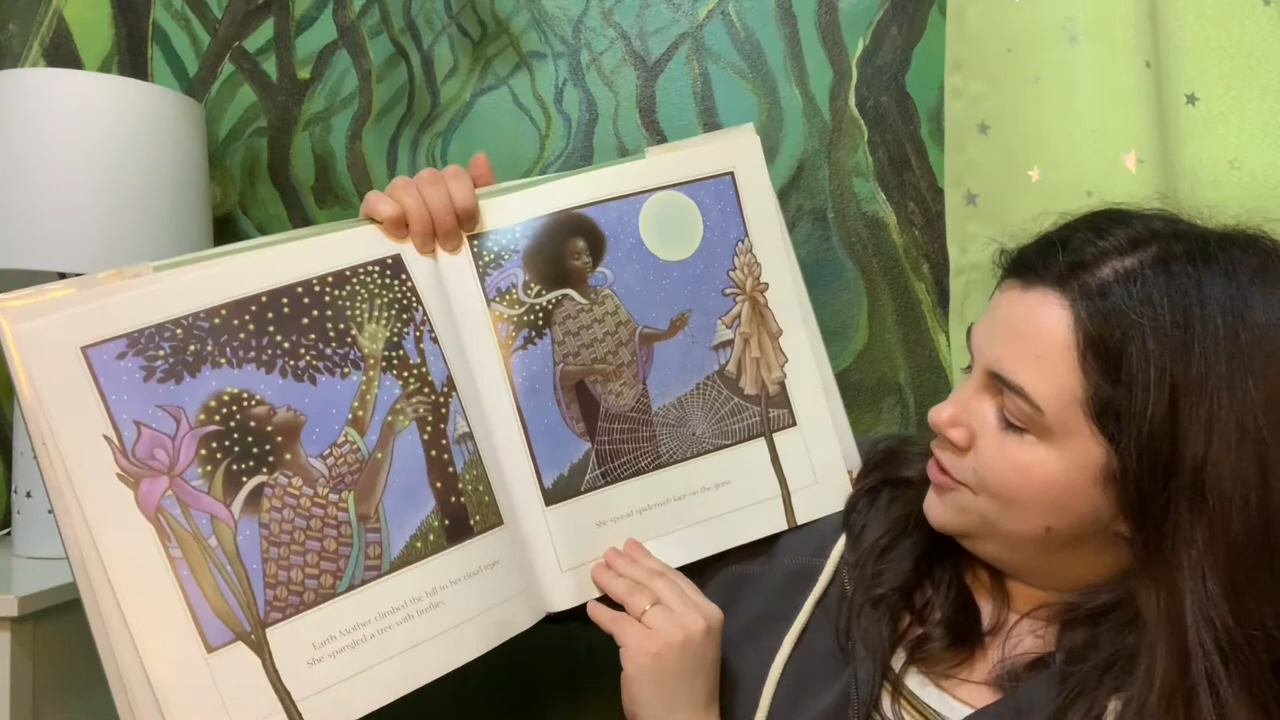 Earth Mother climbed the hill to her cloud tepee.
She spangled a tree with fireflies.
She spread spiderweb lace on the grass.